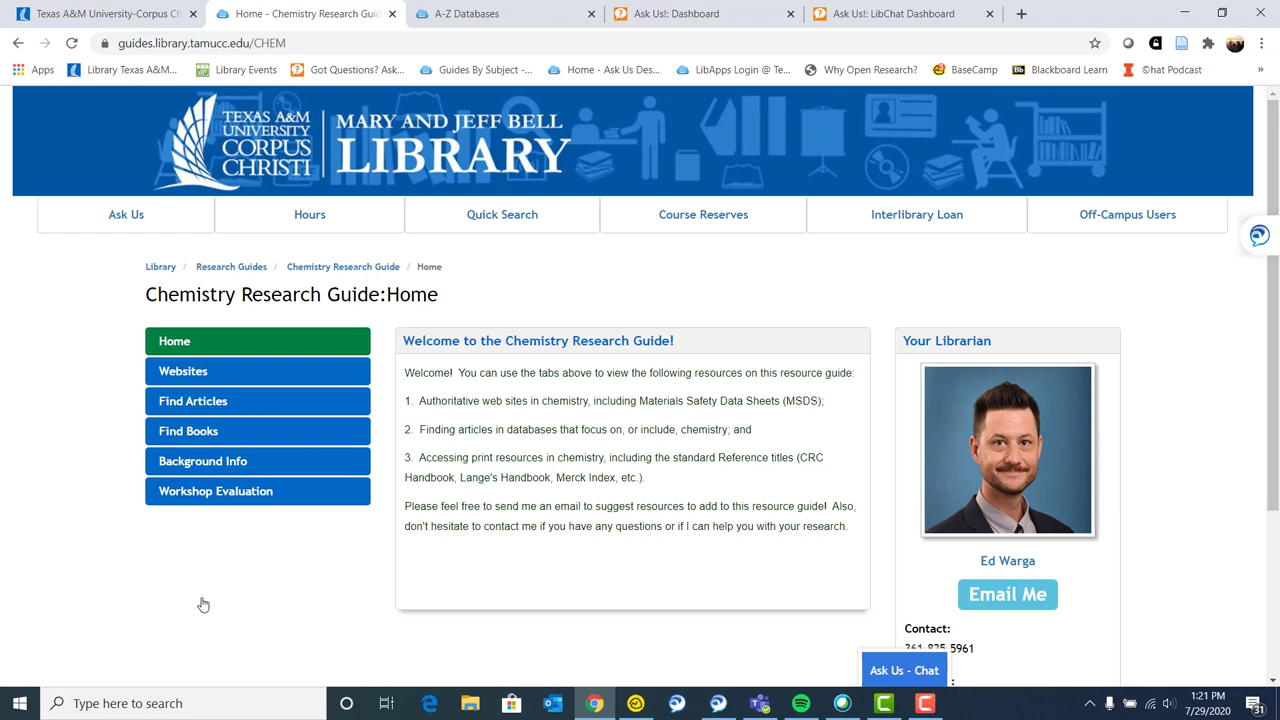 Texas A&M University-Corpus Ch
Home - Chemistry Research Guid
A-Z Databases
Ask Us!: Dashboard
Ask Us!: LibChat Dashboard
guides.library.tamucc.edu/CHEM
Apps
Library Texas A&M...
Library Events
Got Questions? Ask...
Guides By Subject -...
Home - Ask Us Des...
LibApps Login @ Te...
Why Open Research?
BaseCamp
Blackboard Learn
©hat Podcast
TEXAS A&M
UNIVERSITY
CORPUS
CHRISTI
MARY AND JEFF BELL
LIBRARY
Ask Us
Hours
Quick Search
Course Reserves
Interlibrary Loan
Off-Campus Users
Library / Research Guides / Chemistry Research Guide / Home
Chemistry Research Guide:Home
Home
Websites
Find Articles
Find Books
Background Info
Workshop Evaluation
Welcome to the Chemistry Research Guide!
Welcome! You can use the tabs above to view the following resources on this resource guide:
1. Authoritative web sites in chemistry, including Materials Safety Data Sheets (MSDS);
2. Finding articles in databases that focus on, or include, chemistry; and
3. Accessing print resources in chemistry, including the standard Reference titles (CRC
Handbook, Lange's Handbook, Merck Index, etc.).
Please feel free to send me an email to suggest resources to add to this resource guide! Also,
don't hesitate to contact me if you have any questions or if I can help you with your research.
Your Librarian
Ed Warga
Email Me
Contact:
361-825-5961
:
Ask Us - Chat
Type here to search
1:21 PM
7/29/2020
31